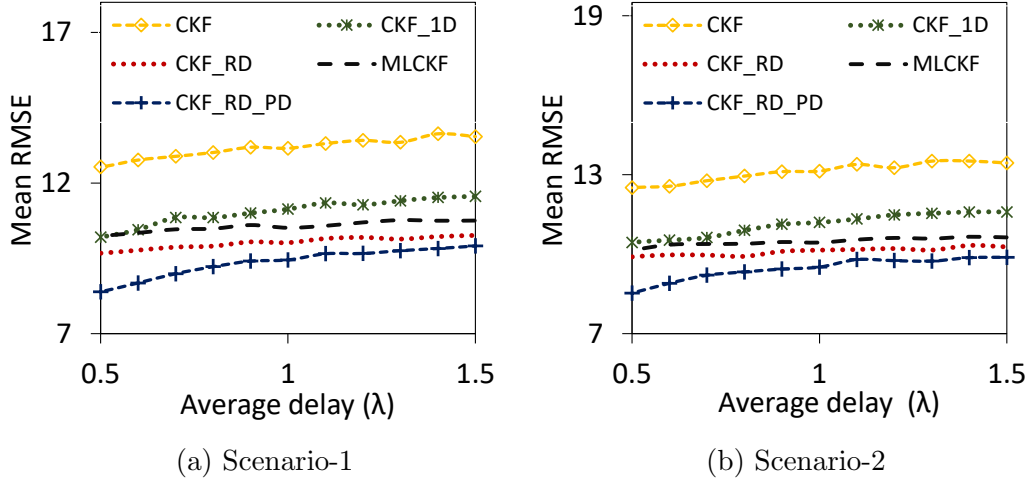 17
CKF
CKF_1D
CKF_RD
MLCKF
CKF_RD_PD
12
7
Mean RMSE
0.5
1
1.5
Average delay (λ)
(a) Scenario-1
19
CKF
CKF_1D
CKF_RD
MLCKF
CKF_RD_PD
13
7
Mean RMSE
0.5
1
1.5
Average delay (λ)
(b) Scenario-2